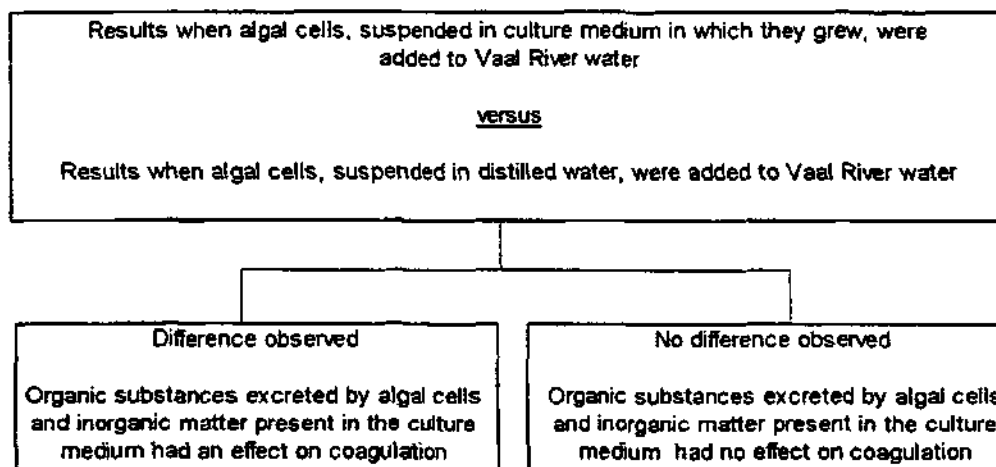 Results when algal cells, suspended in culture medium in which they grew, were
added to Vaal River water
versus
Results when algal cells, suspended in distilled water, were added to Vaal River water
Difference observed
Organic substances excreted by algal cells
and inorganic matter present in the culture
medium had an effect on coagulation
No difference observed
Organic substances excreted by algal cells
and inorganic matter present in the culture
medium had no effect on coagulation